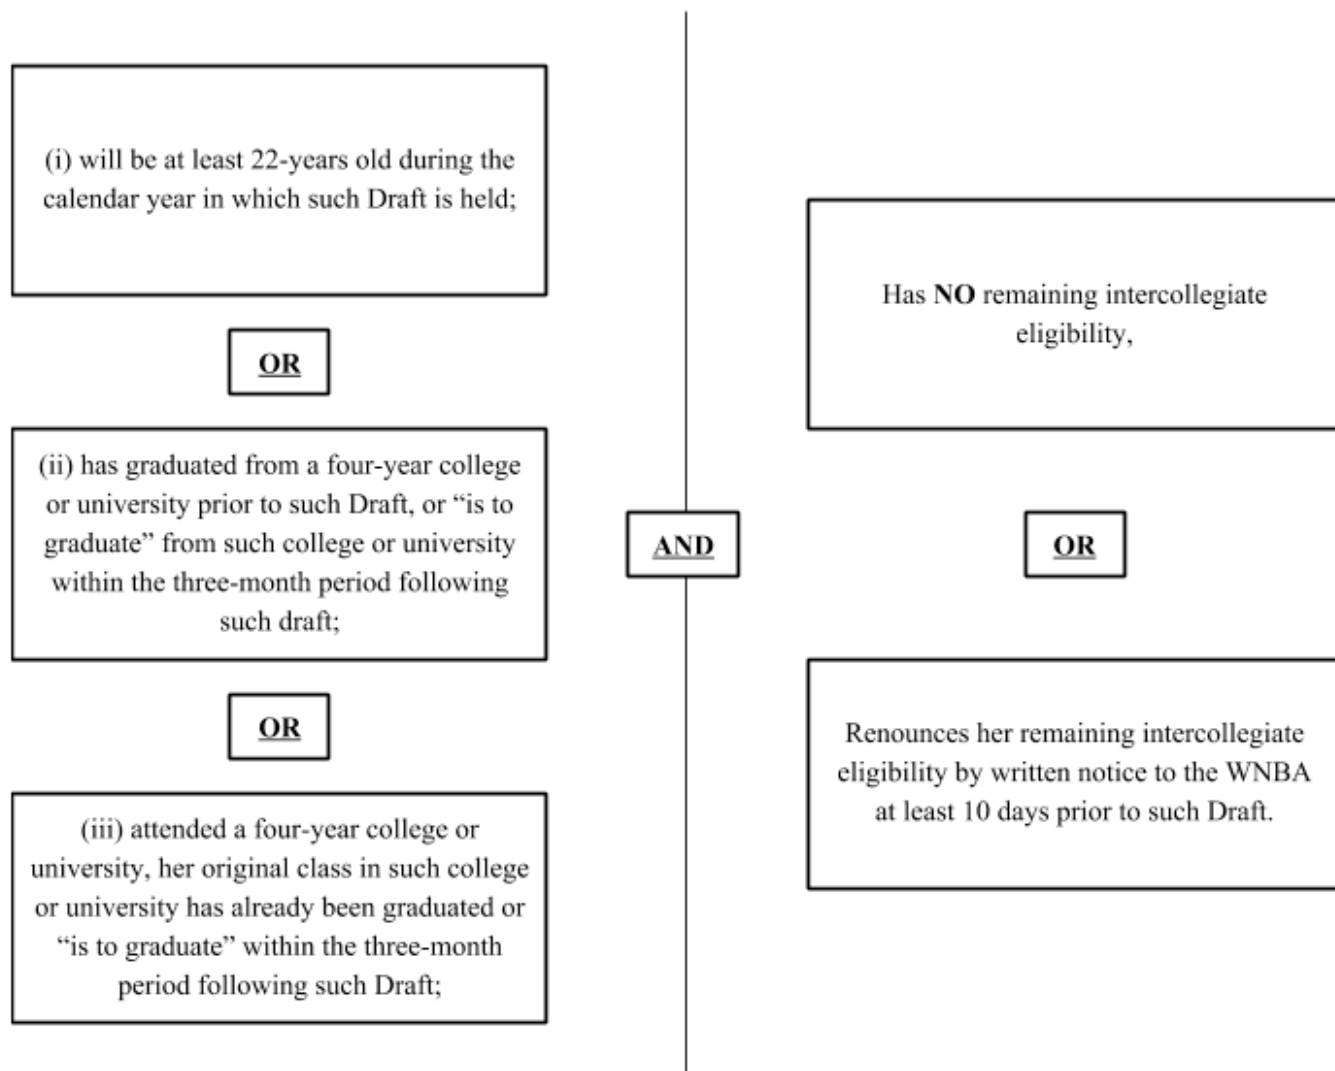 (i) will be at least 22-years old during the
calendar year in which such Draft is held;
OR
(ii) has graduated from a four-year college
or university prior to such Draft, or “is to
graduate” from such college or university
within the three-month period following
such draft;
OR
(iii) attended a four-year college or
university, her original class in such college
or university has already been graduated or
“is to graduate” within the three-month
period following such Draft;
AND
Has NO remaining intercollegiate
eligibility,
OR
Renounces her remaining intercollegiate
eligibility by written notice to the WNBA
at least 10 days prior to such Draft.